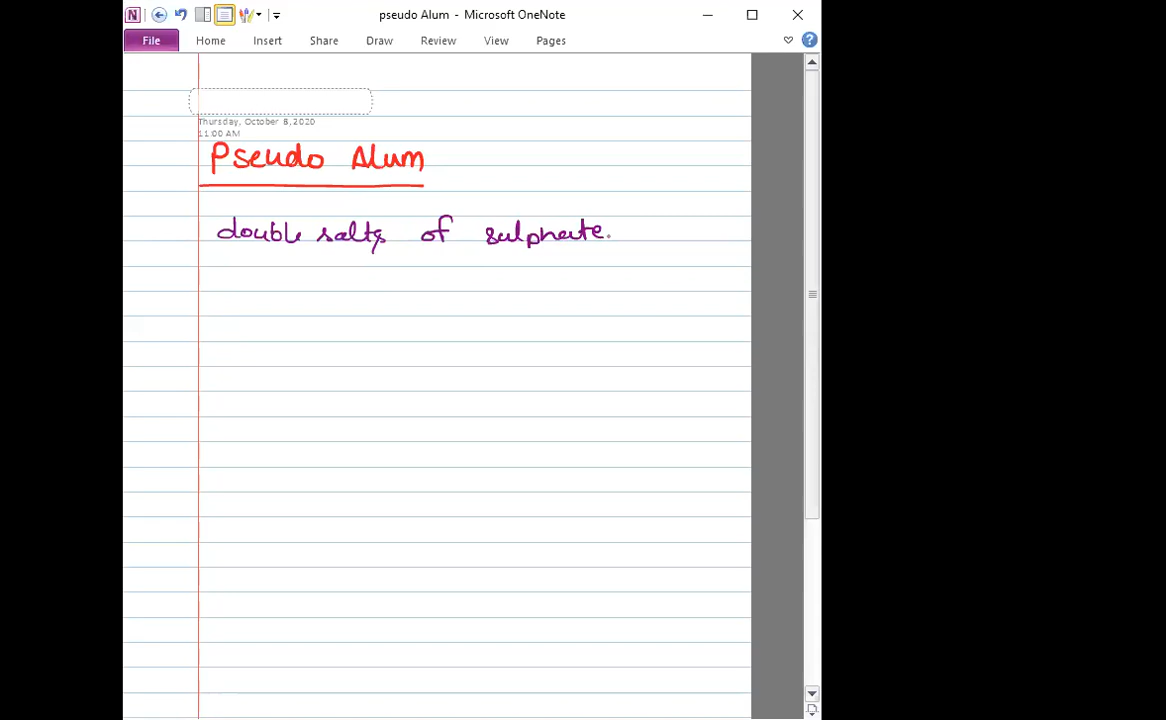 pseudo Alum - Microsoft OneNote
File Home Insert Share Draw Review View Pages
Thursday, October 8, 2020
11:00 AM
Pseudo Alum
double salts of sulphate.